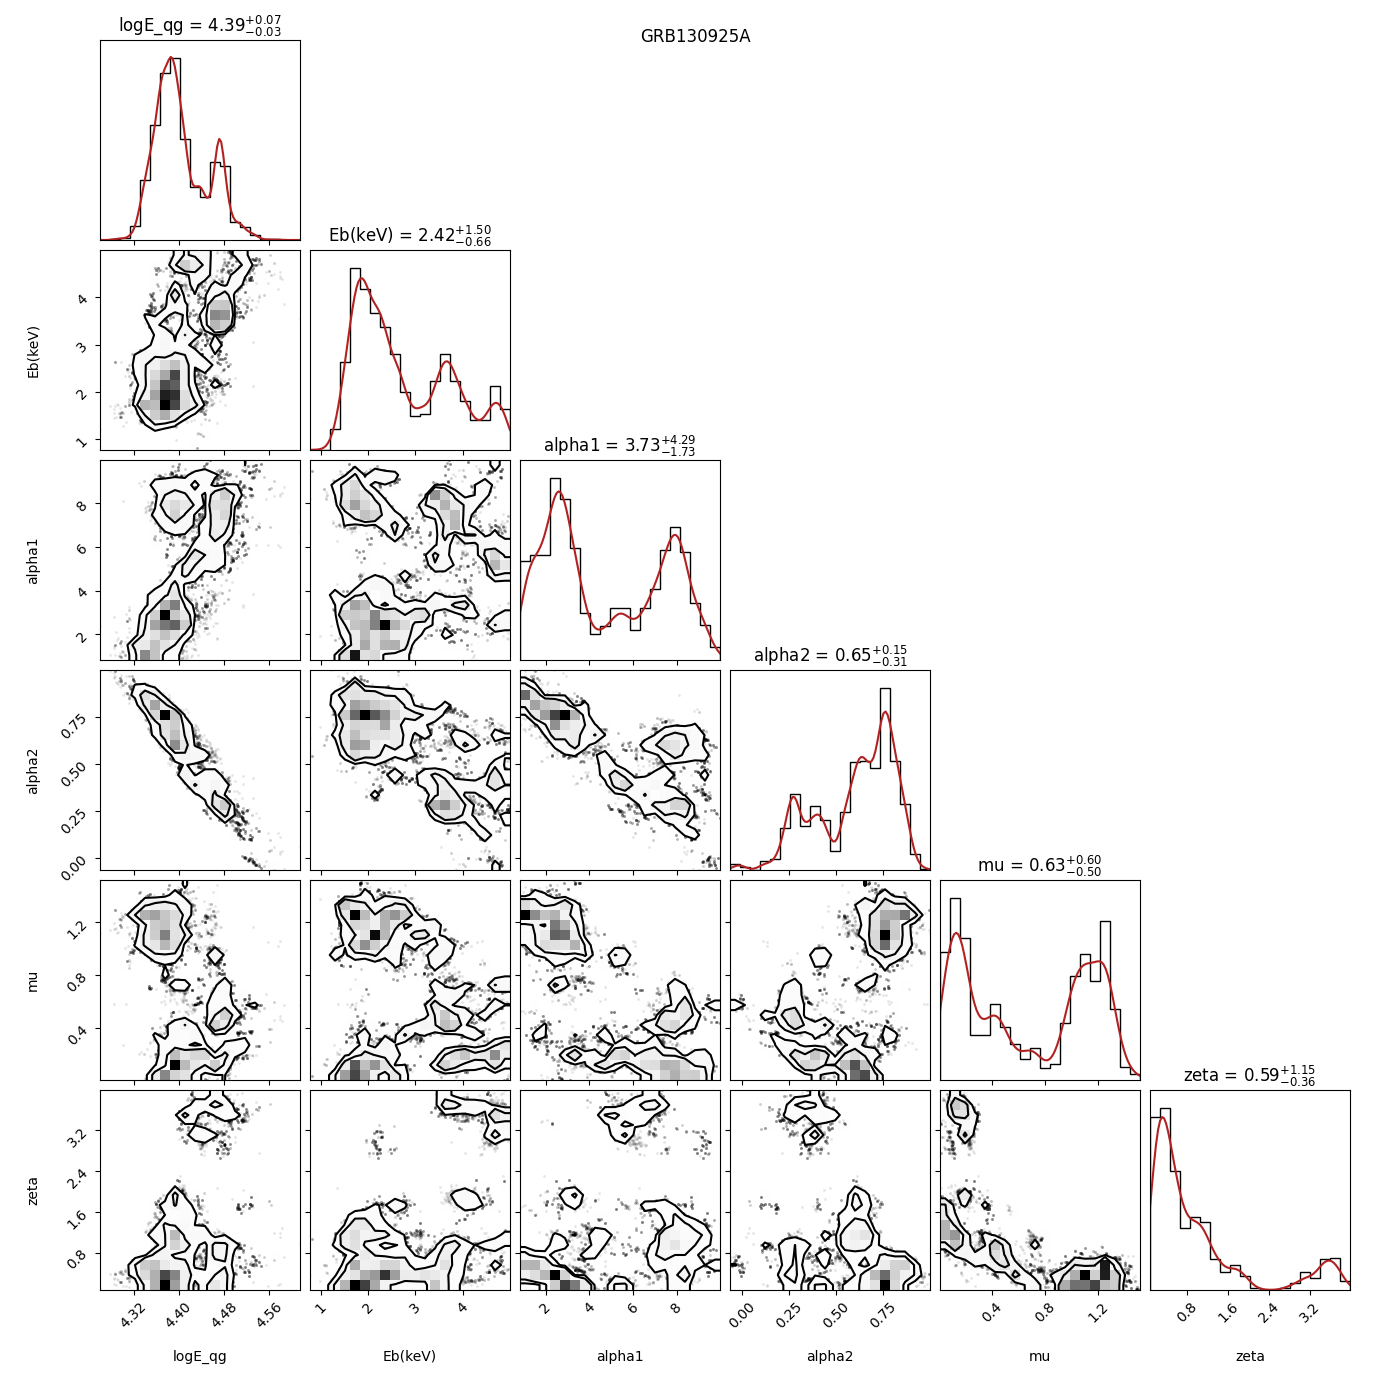 GRB130925A
logE_qg = 4.39+0.07 −0.03
Eb(keV) = 2.42+1.50 −0.66
4
3
2
1
Eb(keV)
alpha1 = 3.73+4.29 −1.73
8
6
4
2
alpha1
alpha2 = 0.65+0.15 −0.31
0.75
0.50
0.25
0.00
alpha2
mu = 0.63+0.60 −0.50
1.2
0.8
0.4
mu
zeta = 0.59+1.15 −0.36
3.2
2.4
1.6
0.8
zeta
4.32 4.40 4.48 4.56 1 2 3 4 2 4 6 8 0.00 0.25 0.50 0.75 0.4 0.8 1.2 0.8 1.6 2.4 3.2
logE_qg Eb(keV) alpha1 alpha2 mu zeta